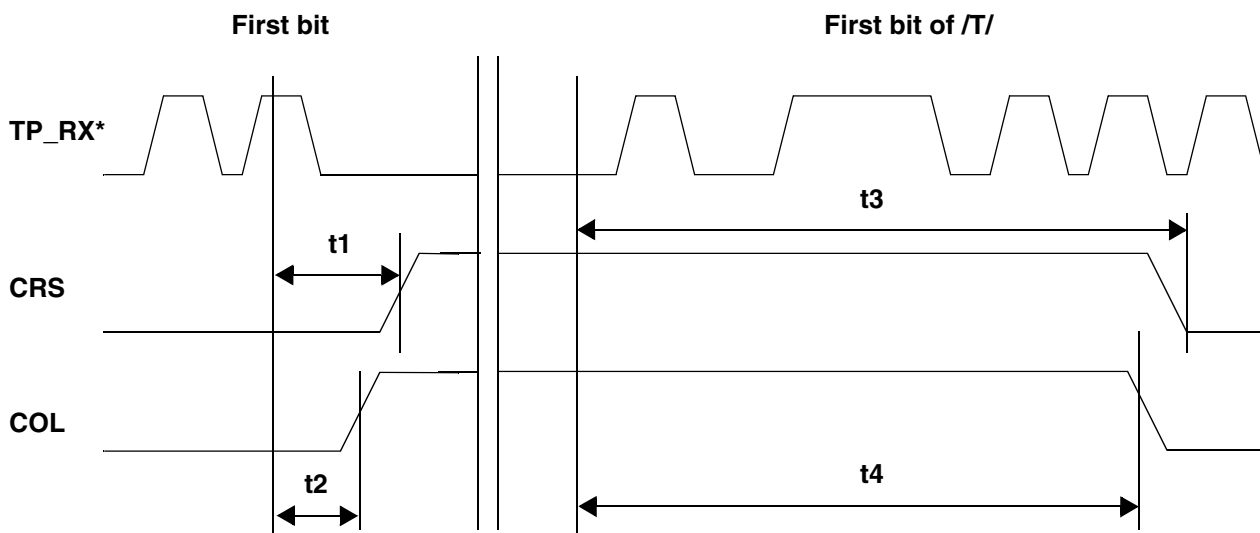 First bit
First bit of /T/
TP_RX*
t3
t1
CRS
COL
t4
t2